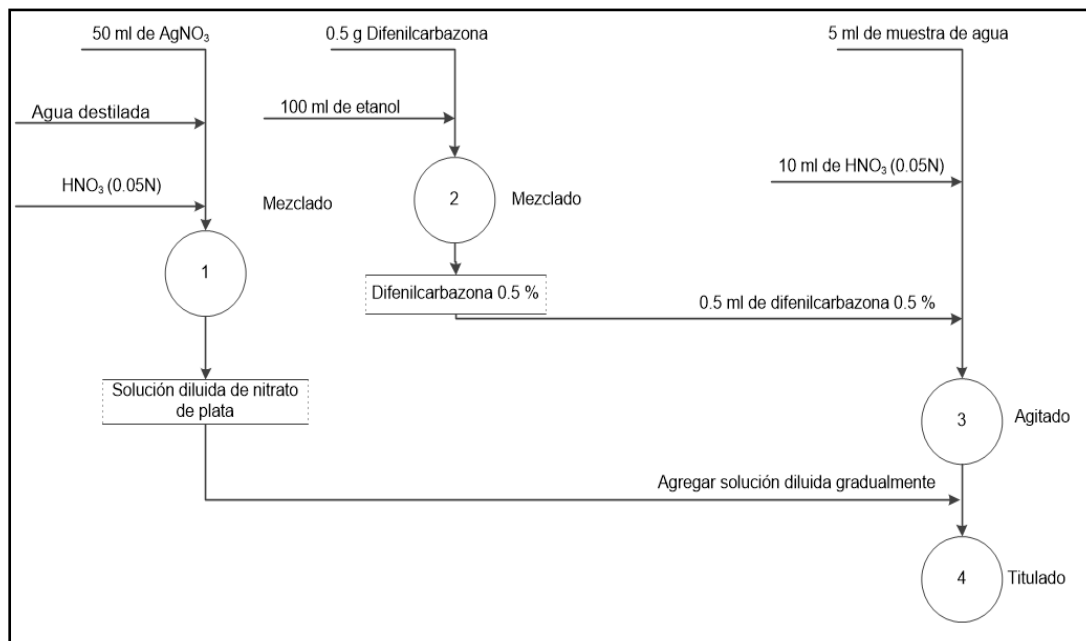 50 ml de AgNO₃
Agua destilada
HNO₃ (0.05N)
Mezclado
1
Solución diluida de nitrato
de plata
0.5 g Difenilcarbazona
100 ml de etanol
2
Mezclado
Difenilcarbazona 0.5 %
5 ml de muestra de agua
10 ml de HNO₃ (0.05N)
0.5 ml de difenilcarbazona 0.5 %
3
Agitado
Agregar solución diluida gradualmente
4
Titulado